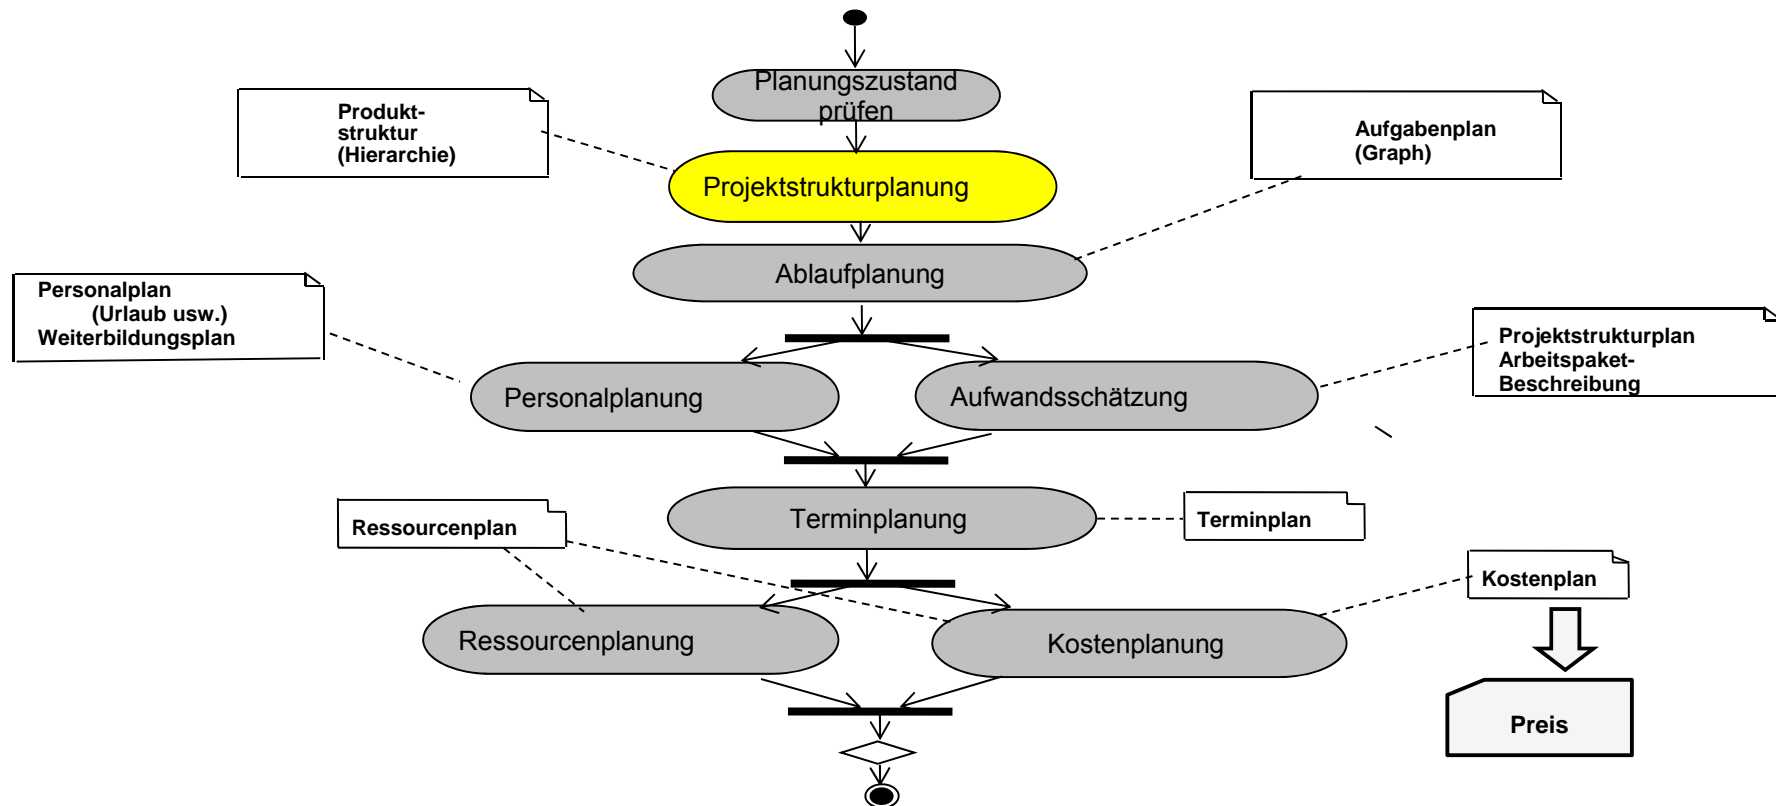 Planungszustand
prüfen
Produkt-
struktur
(Hierarchie)
Aufgabenplan
(Graph)
Projektstrukturplanung
Ablaufplanung
Personalplan
(Urlaub usw.)
Weiterbildungsplan
Projektstrukturplan
Arbeitspaket-
Beschreibung
Personalplanung
Aufwandsschätzung
Ressourcenplan
Terminplanung
Terminplan
Kostenplan
Ressourcenplanung
Kostenplanung
Preis